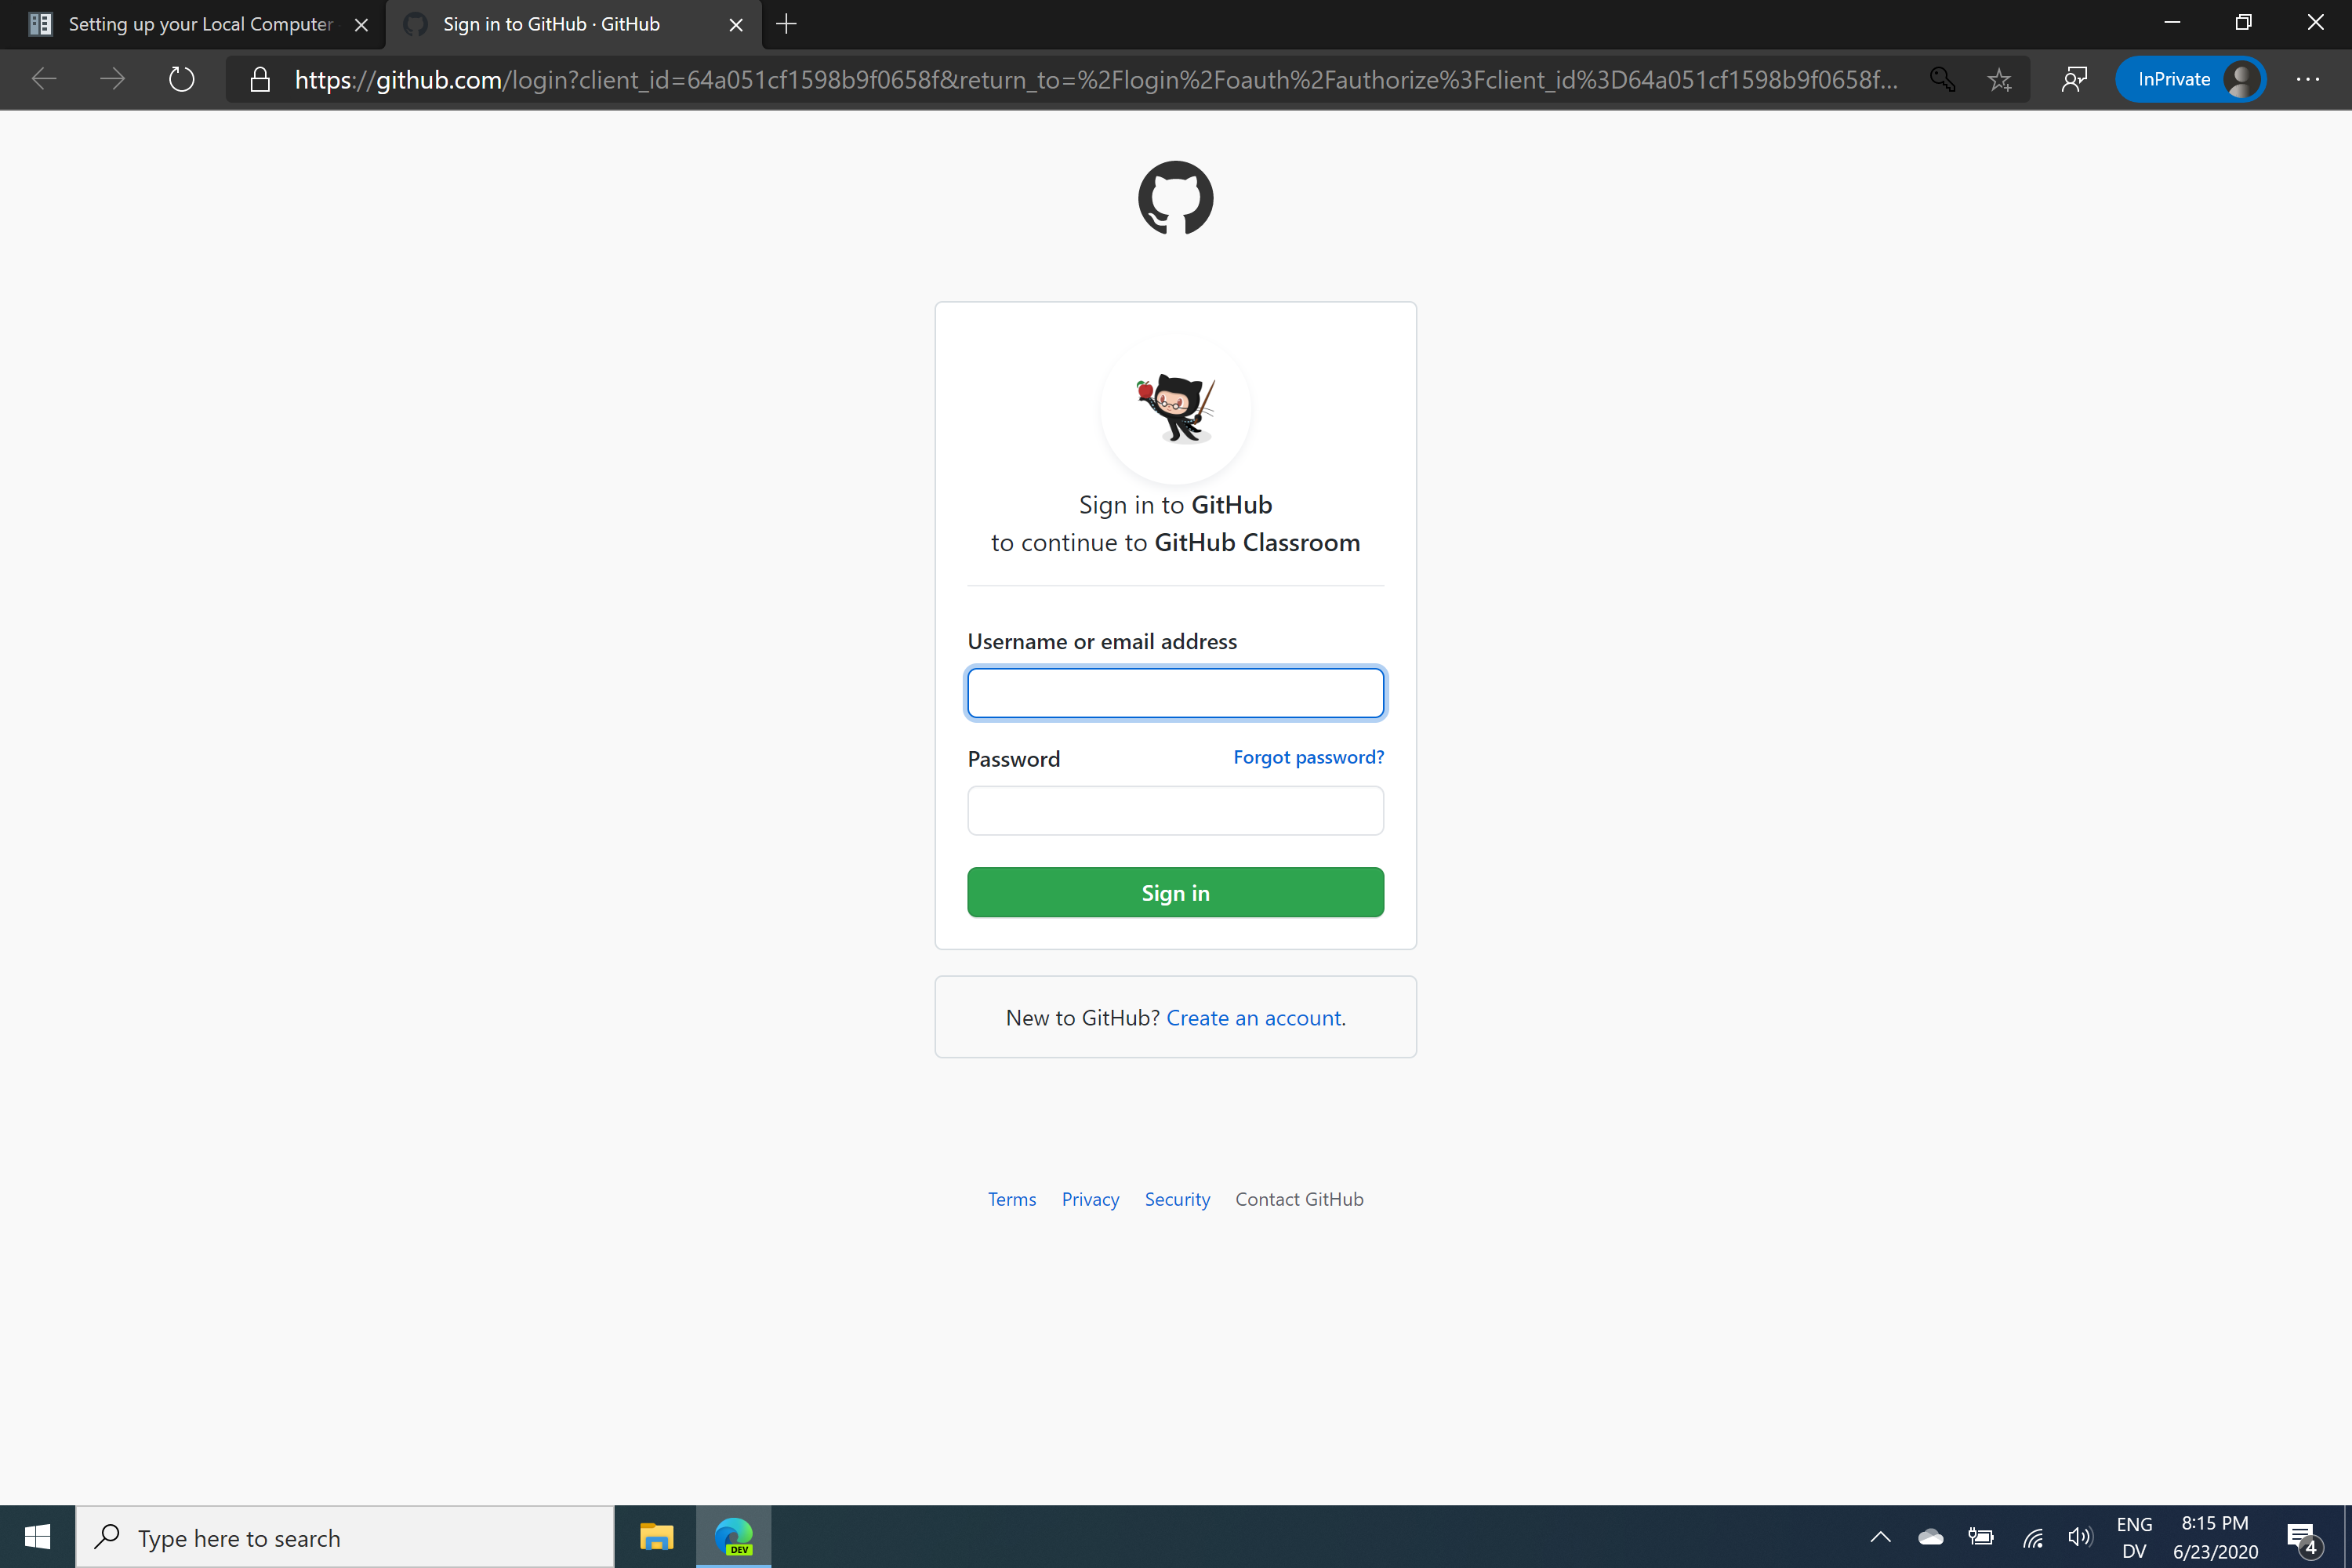 Setting up your Local Computer
Sign in to GitHub · GitHub
https://github.com/login?client_id=64a051cf1598b9f0658f&return_to=%2Flogin%2Foauth%2Fauthorize%3Fclient_id%3D64a051cf1598b9f0658f...
InPrivate
Sign in to GitHub
to continue to GitHub Classroom
Username or email address
Password
Forgot password?
Sign in
New to GitHub? Create an account.
Terms
Privacy
Security
Contact GitHub
Type here to search
DEV
ENG
DV
8:15 PM
6/23/2020
4